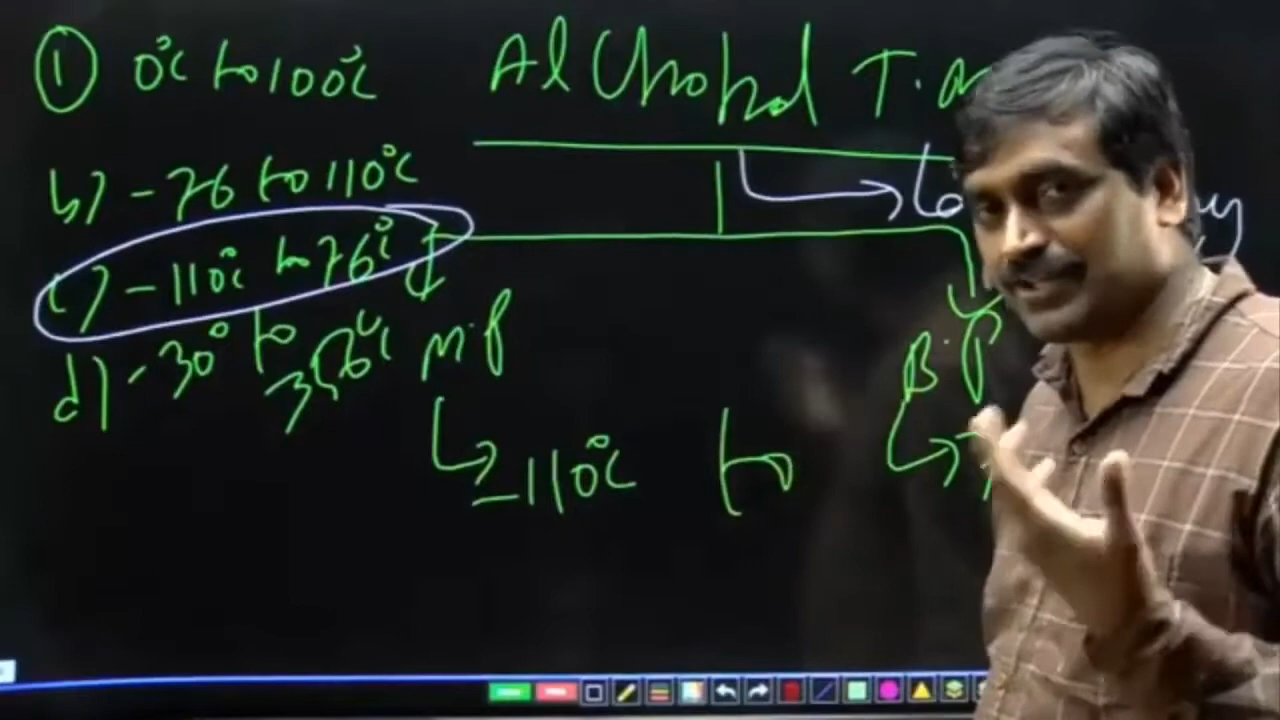 ① 0°C to 100°C
b) -76 to 110°C
c) -110°C to 76°C
d) -30° to 356°C
Alchohol T.
M.P
B.P
-110°C to